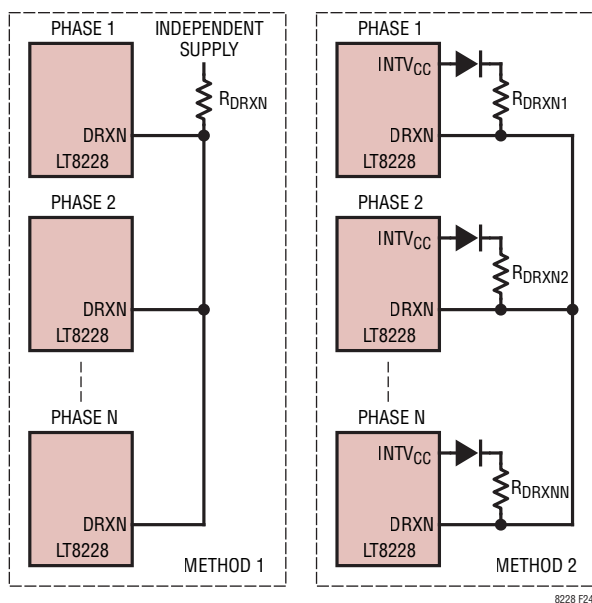 PHASE 1
INDEPENDENT
SUPPLY
RDRXN
DRXN
LT8228
PHASE 2
DRXN
LT8228
PHASE N
DRXN
LT8228
METHOD 1
PHASE 1
INTVCC
RDRXN1
DRXN
LT8228
PHASE 2
INTVCC
RDRXN2
DRXN
LT8228
PHASE N
INTVCC
RDRXNN
DRXN
LT8228
METHOD 2
8228 F24